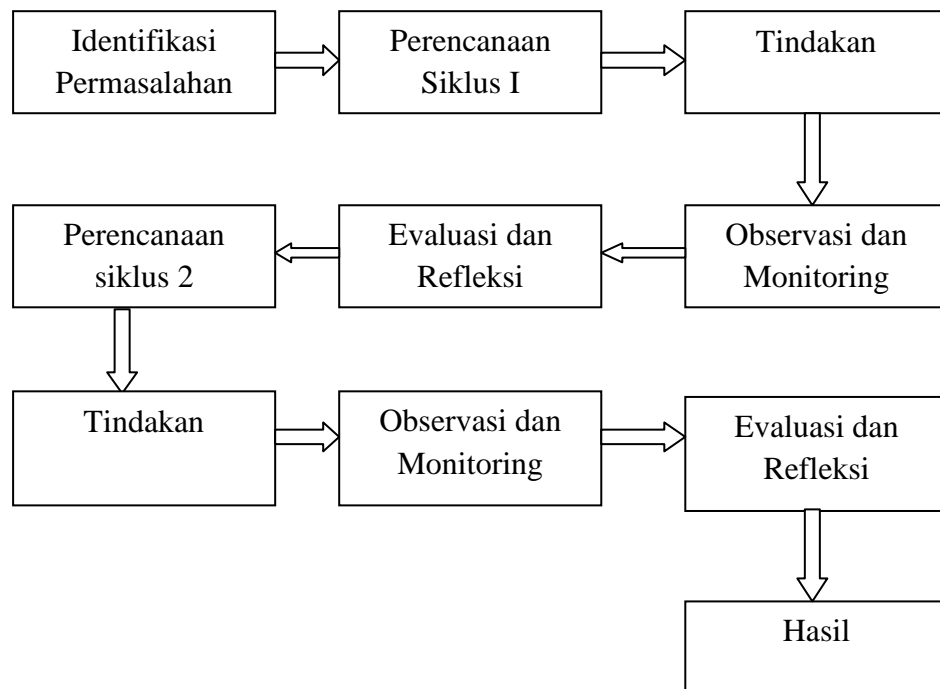 Identifikasi
Permasalahan
Perencanaan
Siklus I
Tindakan
Observasi dan
Monitoring
Evaluasi dan
Refleksi
Perencanaan
siklus 2
Tindakan
Observasi dan
Monitoring
Evaluasi dan
Refleksi
Hasil